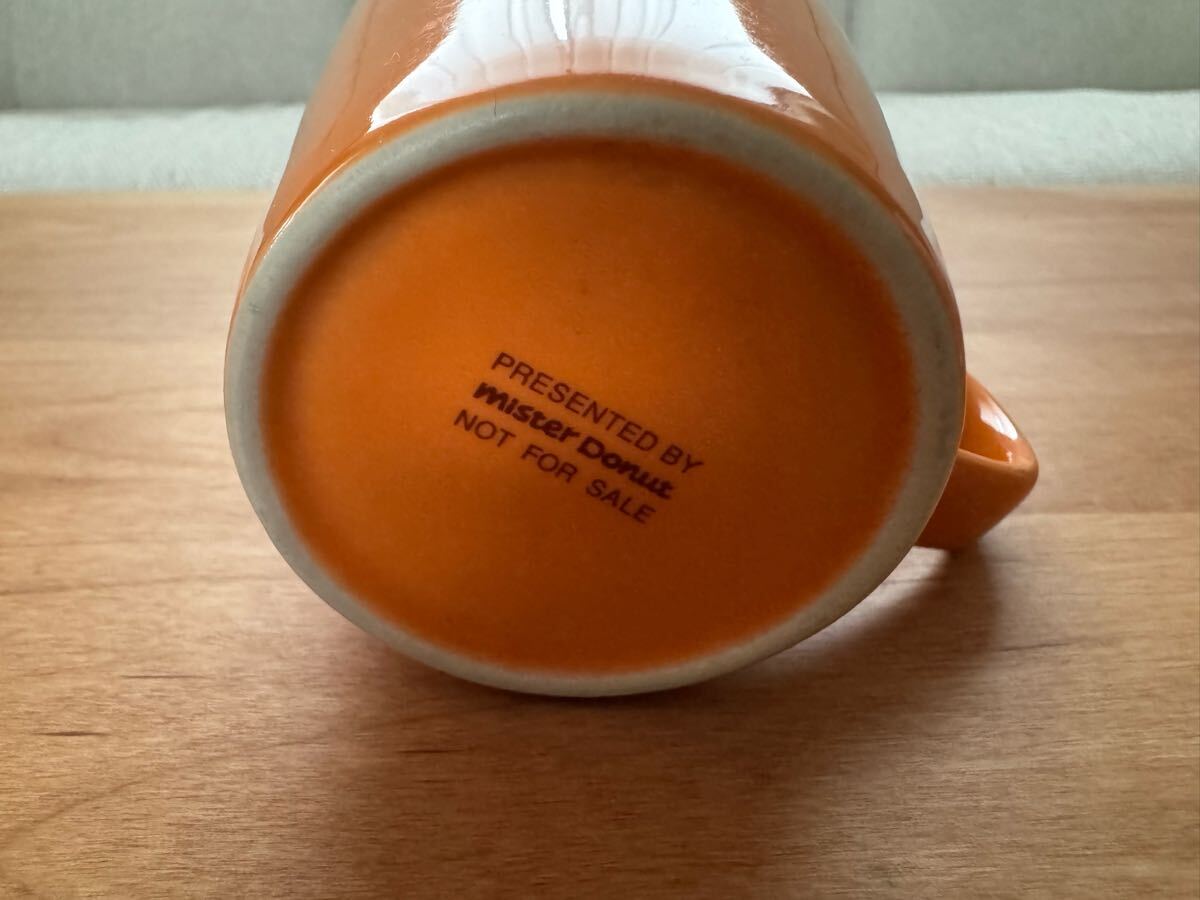 PRESENTED BY
mister Donut
NOT FOR SALE